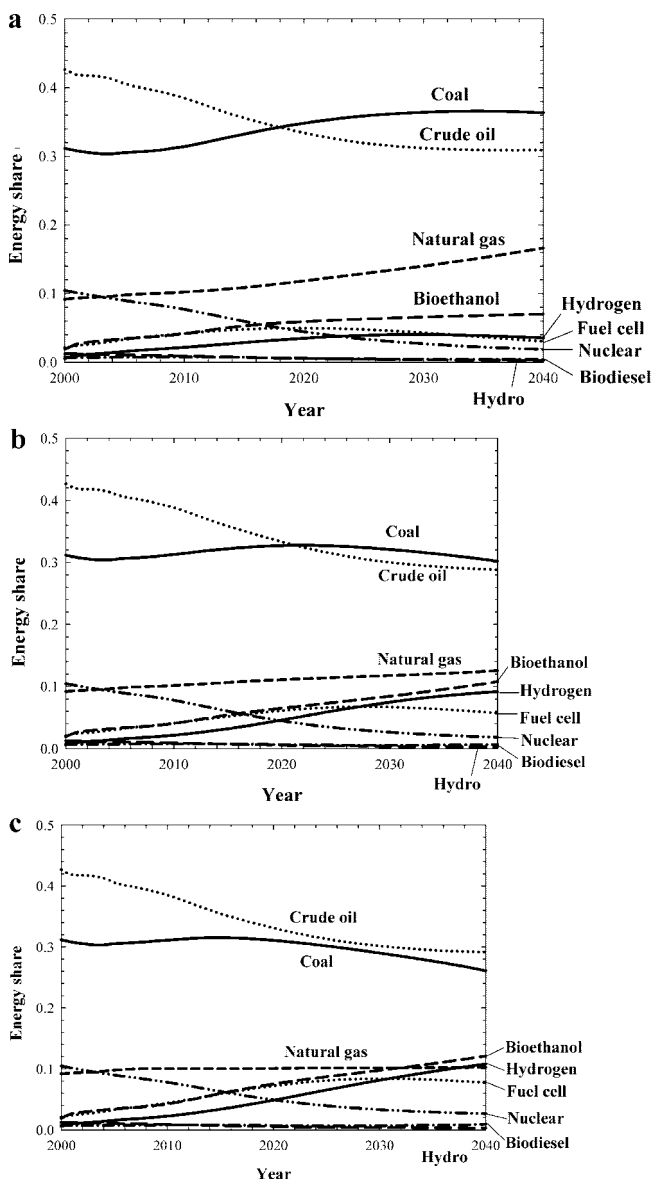 a
0.5
0.4
0.3
0.2
0.1
0.0
Energy share
Coal
Crude oil
Natural gas
Bioethanol
Hydrogen
Fuel cell
Nuclear
Biodiesel
Hydro
2000 2010 2020 2030 2040
Year
b
0.5
0.4
0.3
0.2
0.1
0.0
Energy share
Coal
Crude oil
Natural gas
Bioethanol
Hydrogen
Fuel cell
Nuclear
Biodiesel
Hydro
2000 2010 2020 2030 2040
Year
c
0.5
0.4
0.3
0.2
0.1
0.0
Energy share
Crude oil
Coal
Natural gas
Bioethanol
Hydrogen
Fuel cell
Nuclear
Biodiesel
Hydro
2000 2010 2020 2030 2040
Year